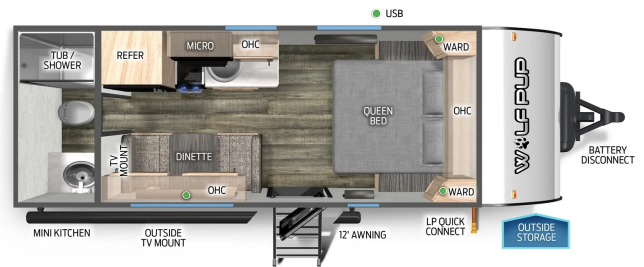 USB
TUB /
SHOWER
REFER
MICRO
OHC
WARD
QUEEN
BED
OHC
WOLF PUP
BATTERY
DISCONNECT
TV
MOUNT
DINETTE
OHC
WARD
MINI KITCHEN
OUTSIDE
TV MOUNT
12' AWNING
LP QUICK
CONNECT
OUTSIDE
STORAGE